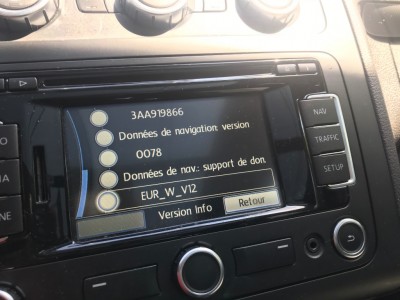 3AA919866
Données de navigation: version
0078
Données de nav.: support de don.
EUR_W_V12
Version Info
Retour
NAV
TRAFFIC
SETUP